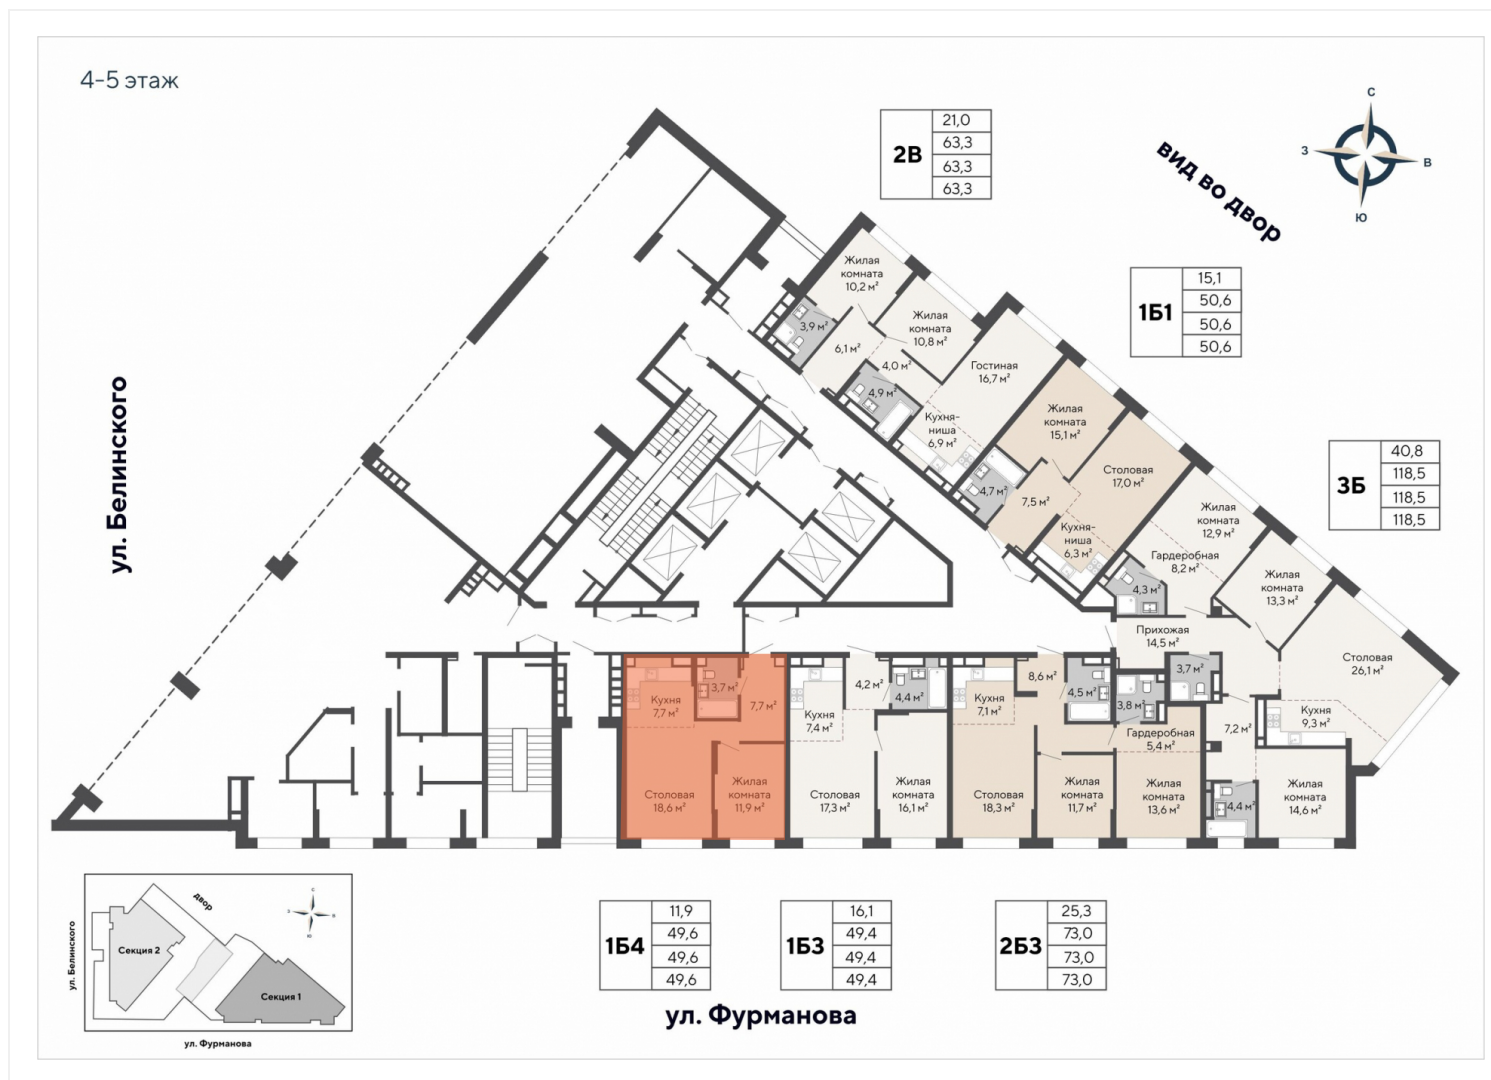 4-5 этаж
2В
21,0
63,3
63,3
63,3
вид во двор
С
З
В
Ю
1Б1
15,1
50,6
50,6
50,6
3Б
40,8
118,5
118,5
118,5
ул. Белинского
Жилая
комната
10,2 м²
3,9 м²
6,1 м²
Жилая
комната
10,8 м²
4,0 м²
4,9 м²
Гостиная
16,7 м²
Кухня-
ниша
6,9 м²
Жилая
комната
15,1 м²
4,7 м²
7,5 м²
Столовая
17,0 м²
Кухня-
ниша
6,3 м²
Жилая
комната
12,9 м²
Гардеробная
8,2 м²
4,3 м²
Жилая
комната
13,3 м²
Прихожая
14,5 м²
3,7 м²
Столовая
26,1 м²
Кухня
9,3 м²
7,2 м²
4,4 м²
Жилая
комната
14,6 м²
Кухня
7,7 м²
3,7 м²
7,7 м²
Столовая
18,6 м²
Жилая
комната
11,9 м²
Кухня
7,4 м²
4,2 м²
4,4 м²
Столовая
17,3 м²
Жилая
комната
16,1 м²
Кухня
7,1 м²
8,6 м²
4,5 м²
3,8 м²
Гардеробная
5,4 м²
Столовая
18,3 м²
Жилая
комната
11,7 м²
Жилая
комната
13,6 м²
1Б4
11,9
49,6
49,6
49,6
1Б3
16,1
49,4
49,4
49,4
2Б3
25,3
73,0
73,0
73,0
ул. Фурманова
ул. Белинского
двор
С
З
В
Ю
Секция 2
Секция 1
ул. Фурманова